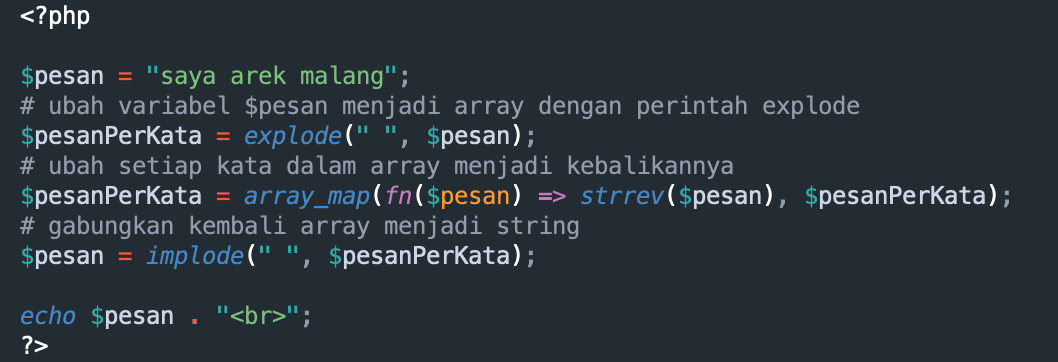 <?php
$pesan = "saya arek malang";
# ubah variabel $pesan menjadi array dengan perintah explode
$pesanPerKata = explode(" ", $pesan);
# ubah setiap kata dalam array menjadi kebalikannya
$pesanPerKata = array_map(fn($pesan) => strrev($pesan), $pesanPerKata);
# gabungkan kembali array menjadi string
$pesan = implode(" ", $pesanPerKata);
echo $pesan . "<br>";
?>